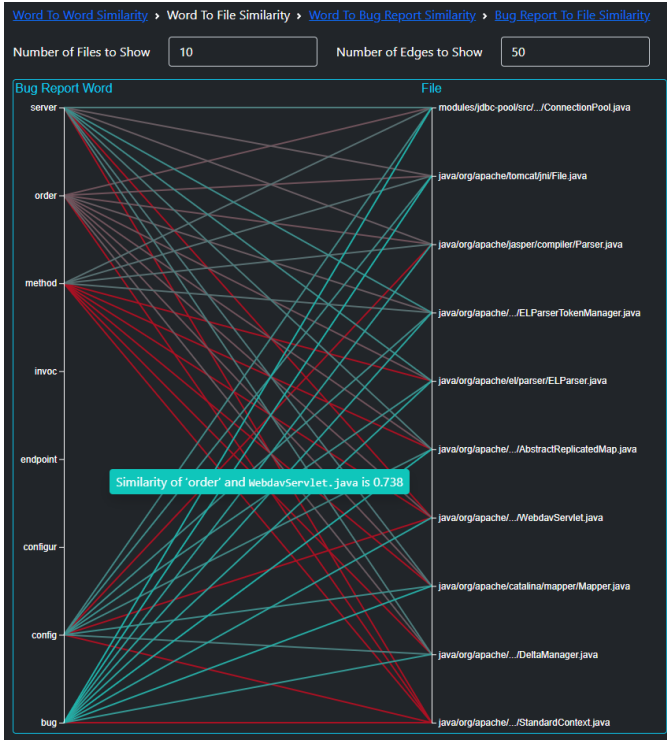 Word To Word Similarity › Word To File Similarity › Word To Bug Report Similarity › Bug Report To File Similarity
Number of Files to Show 10 Number of Edges to Show 50
Bug Report Word File
server modules/jdbc-pool/src/.../ConnectionPool.java
java/org/apache/tomcat/jni/File.java
order
java/org/apache/jasper/compiler/Parser.java
method
java/org/apache/.../ELParserTokenManager.java
invoc
java/org/apache/el/parser/ELParser.java
java/org/apache/.../AbstractReplicatedMap.java
endpoint
Similarity of 'order' and WebdavServlet.java is 0.738
java/org/apache/.../WebdavServlet.java
configur
java/org/apache/catalina/mapper/Mapper.java
config
java/org/apache/.../DeltaManager.java
bug java/org/apache/.../StandardContext.java